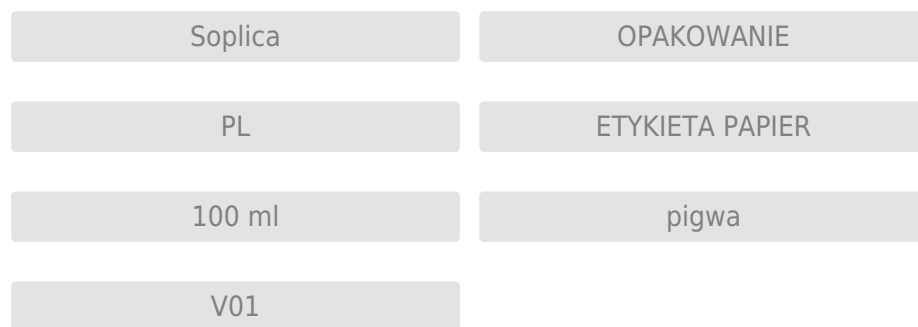 Soplica
OPAKOWANIE
PL
ETYKIETA PAPIER
100 ml
pigwa
V01